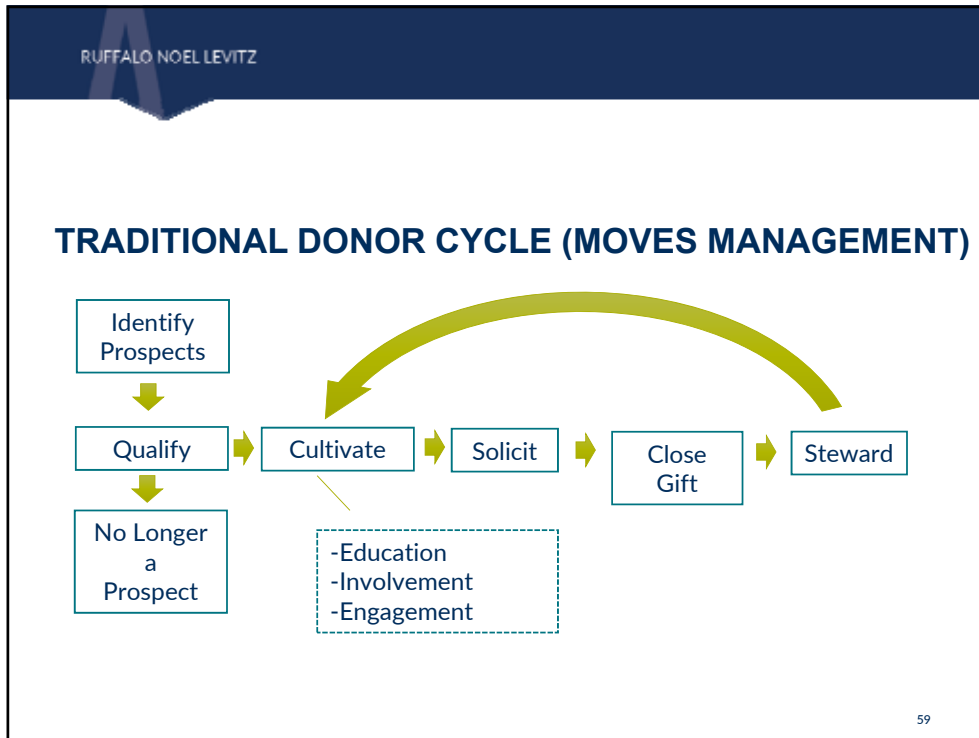 RUFFALO NOEL LEVITZ
TRADITIONAL DONOR CYCLE (MOVES MANAGEMENT)
Identify
Prospects
Qualify
Cultivate
Solicit
Close
Gift
Steward
No Longer
a
Prospect
-Education
-Involvement
-Engagement
59